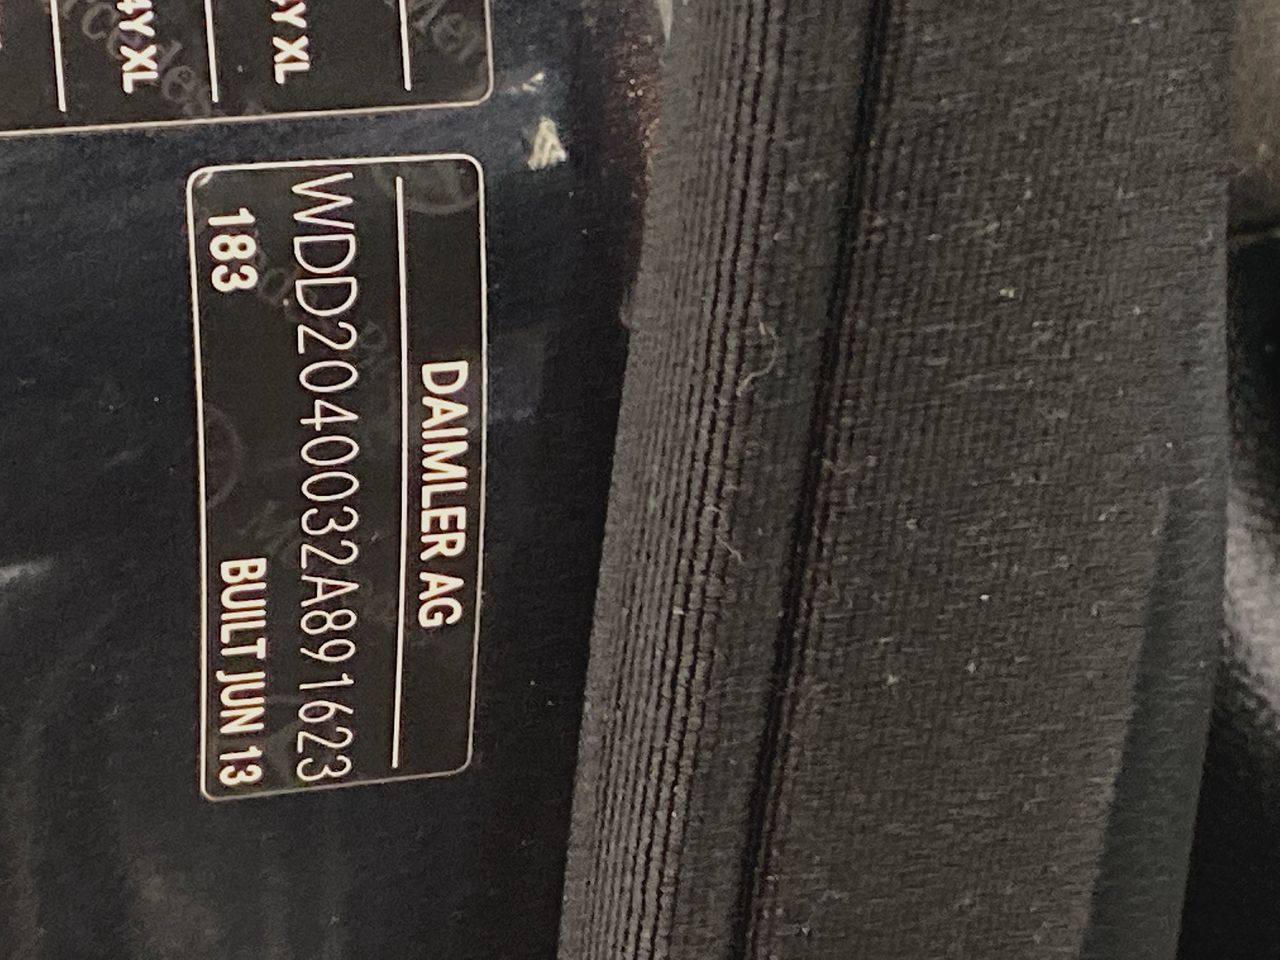 4Y XL
Y XL
DAIMLER AG
WDD2040032A891623
183 BUILT JUN 13